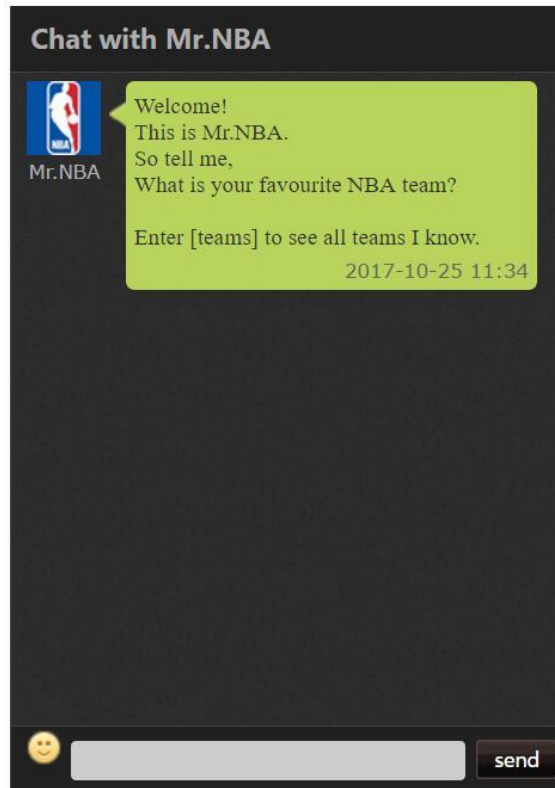 Chat with Mr.NBA
NBA
Mr.NBA
Welcome!
This is Mr.NBA.
So tell me,
What is your favourite NBA team?
Enter [teams] to see all teams I know.
2017-10-25 11:34
send